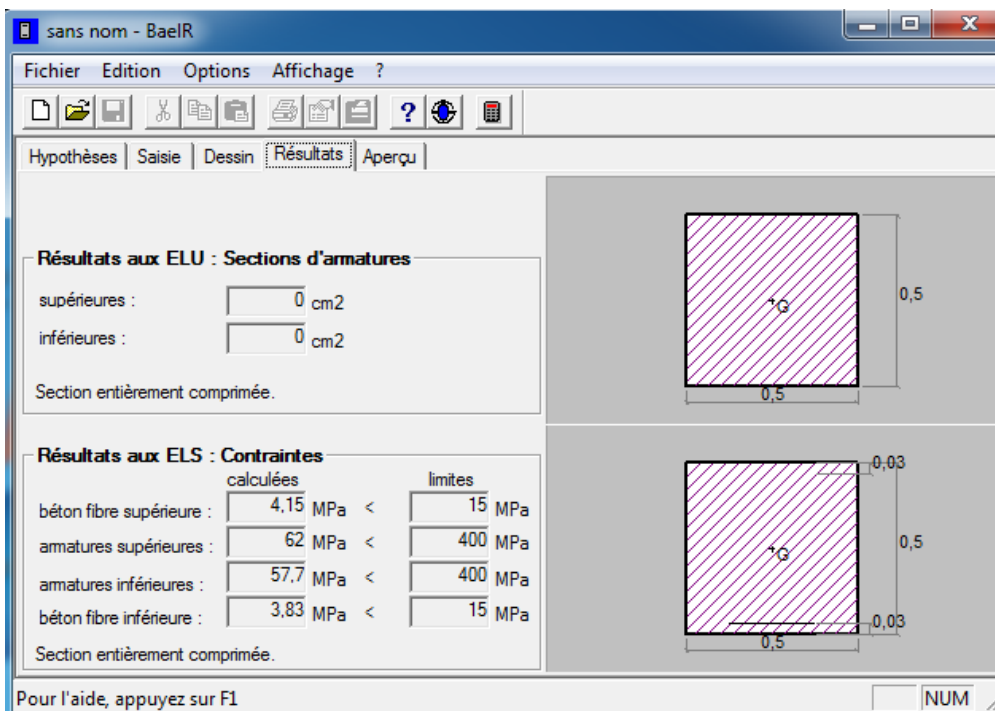 sans nom - BaelR
Fichier Edition Options Affichage ?
Hypothèses Saisie Dessin Résultats Aperçu
Résultats aux ELU : Sections d'armatures
supérieures : 0 cm2
inférieures : 0 cm2
Section entièrement comprimée.
G
0,5
0,5
Résultats aux ELS : Contraintes
calculées limites
béton fibre supérieure : 4,15 MPa < 15 MPa
armatures supérieures : 62 MPa < 400 MPa
armatures inférieures : 57,7 MPa < 400 MPa
béton fibre inférieure : 3,83 MPa < 15 MPa
Section entièrement comprimée.
0,03
G
0,5
0,03
0,5
Pour l'aide, appuyez sur F1
NUM